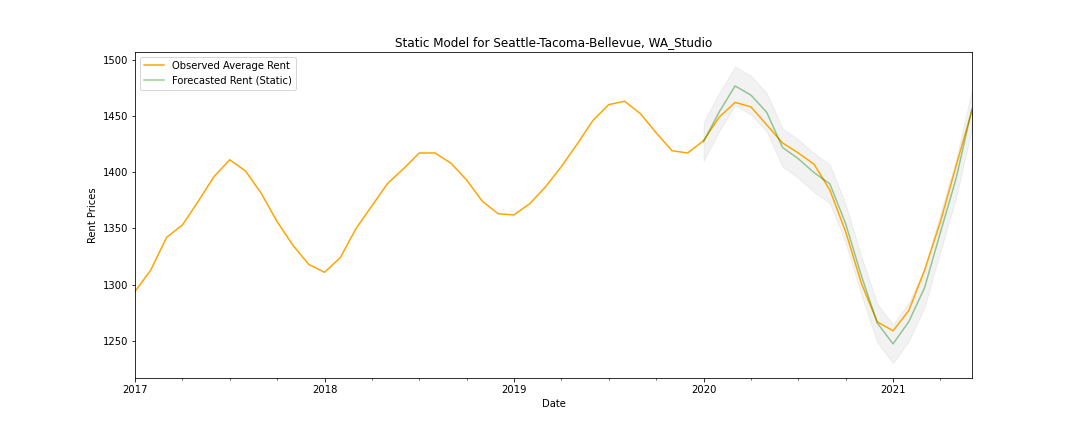 Static Model for Seattle-Tacoma-Bellevue, WA_Studio
Observed Average Rent
Forecasted Rent (Static)
1500
1450
1400
1350
1300
1250
Rent Prices
2017 2018 2019 2020 2021
Date